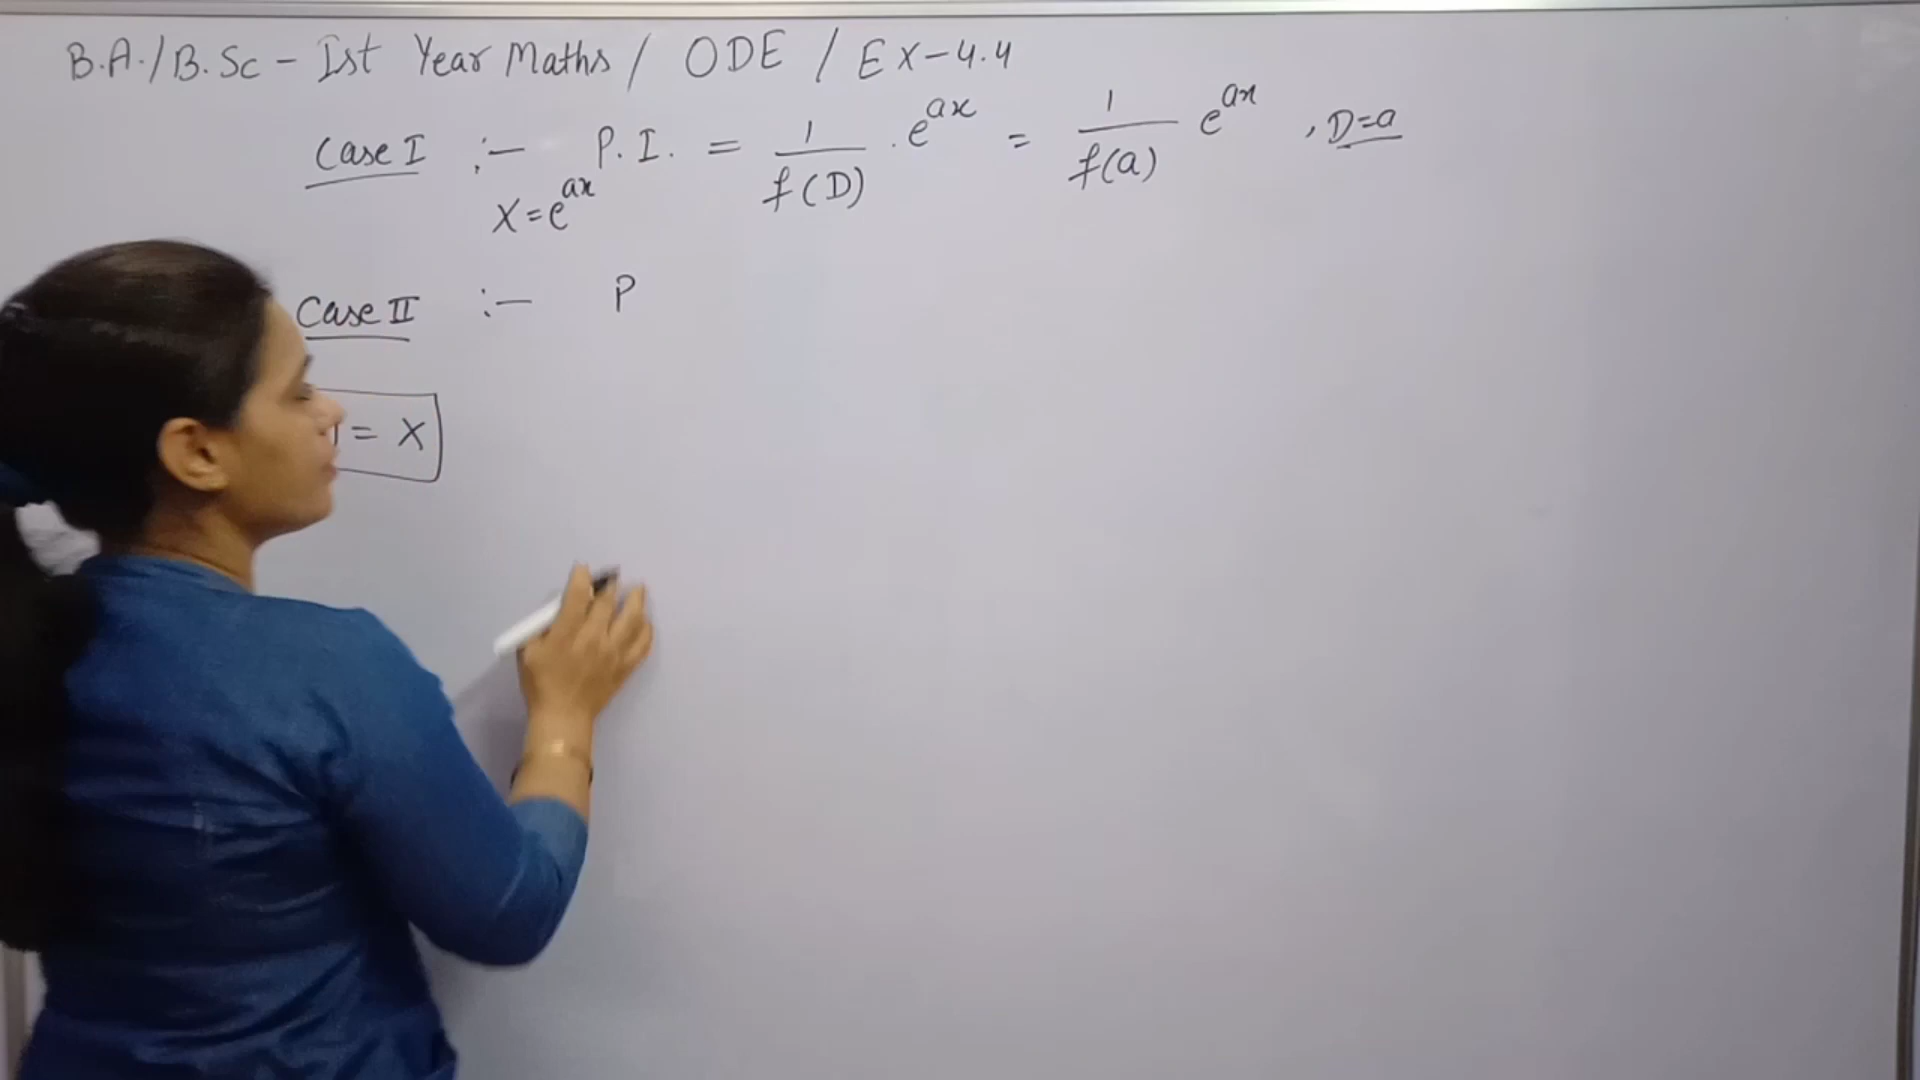 B.A./B.Sc - Ist Year Maths / ODE / EX-4.4
Case I :- P.I. = 1/f(D) . e^ax = 1/f(a) e^ax , D=a
X=e^ax
Case II :- P
= X